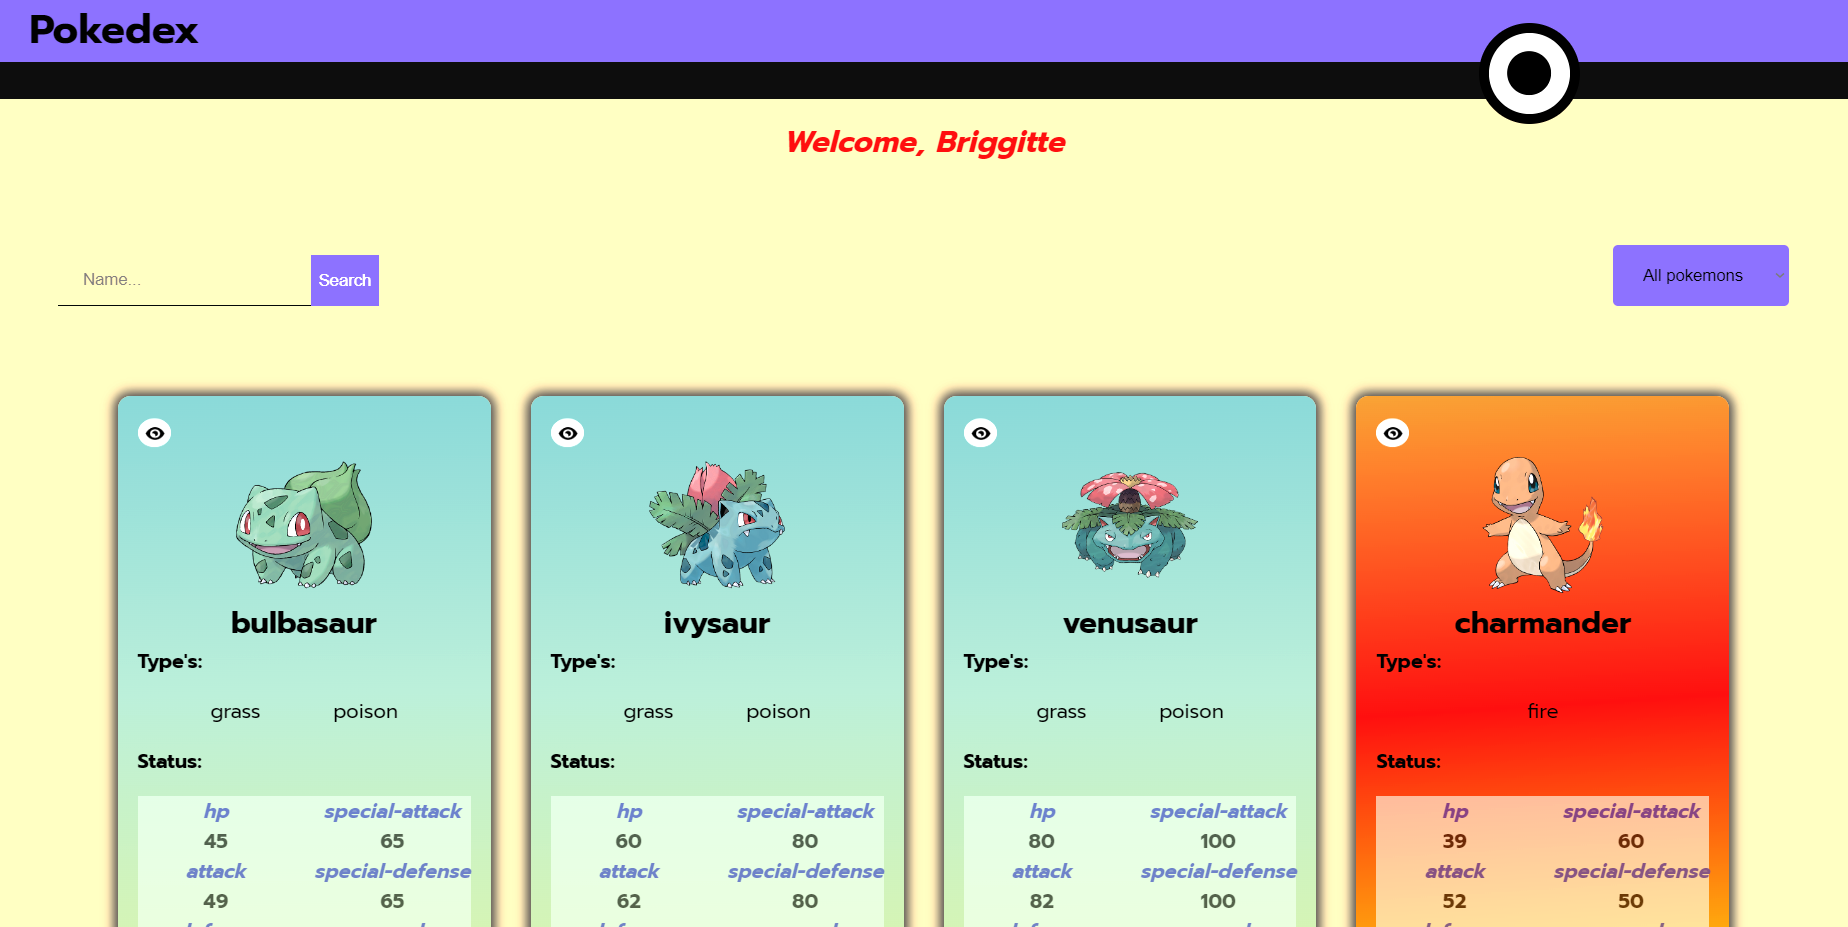 Pokedex
Welcome, Briggitte
Name...
Search
All pokemons
bulbasaur
Type's:
grass poison
Status:
hp special-attack
45 65
attack special-defense
49 65
ivysaur
Type's:
grass poison
Status:
hp special-attack
60 80
attack special-defense
62 80
venusaur
Type's:
grass poison
Status:
hp special-attack
80 100
attack special-defense
82 100
charmander
Type's:
fire
Status:
hp special-attack
39 60
attack special-defense
52 50